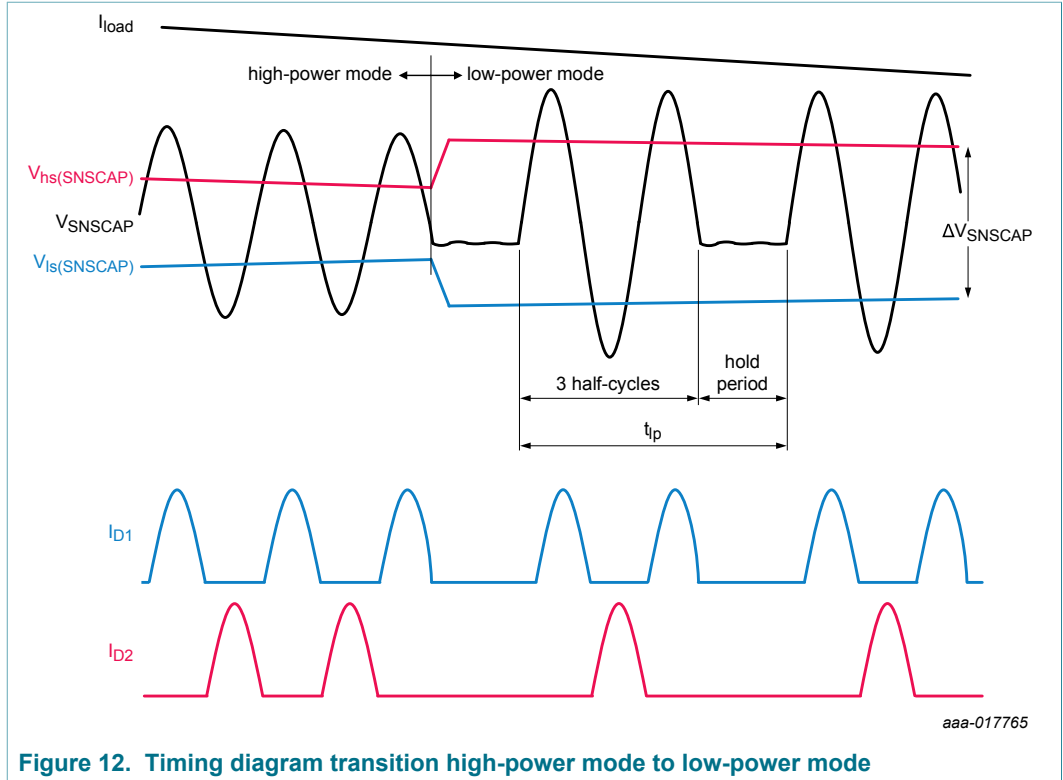 Iload
high-power mode
low-power mode
Vhs(SNSCAP)
VSNSCAP
Vls(SNSCAP)
ΔVSNSCAP
3 half-cycles
hold
period
tlp
ID1
ID2
aaa-017765
Figure 12. Timing diagram transition high-power mode to low-power mode